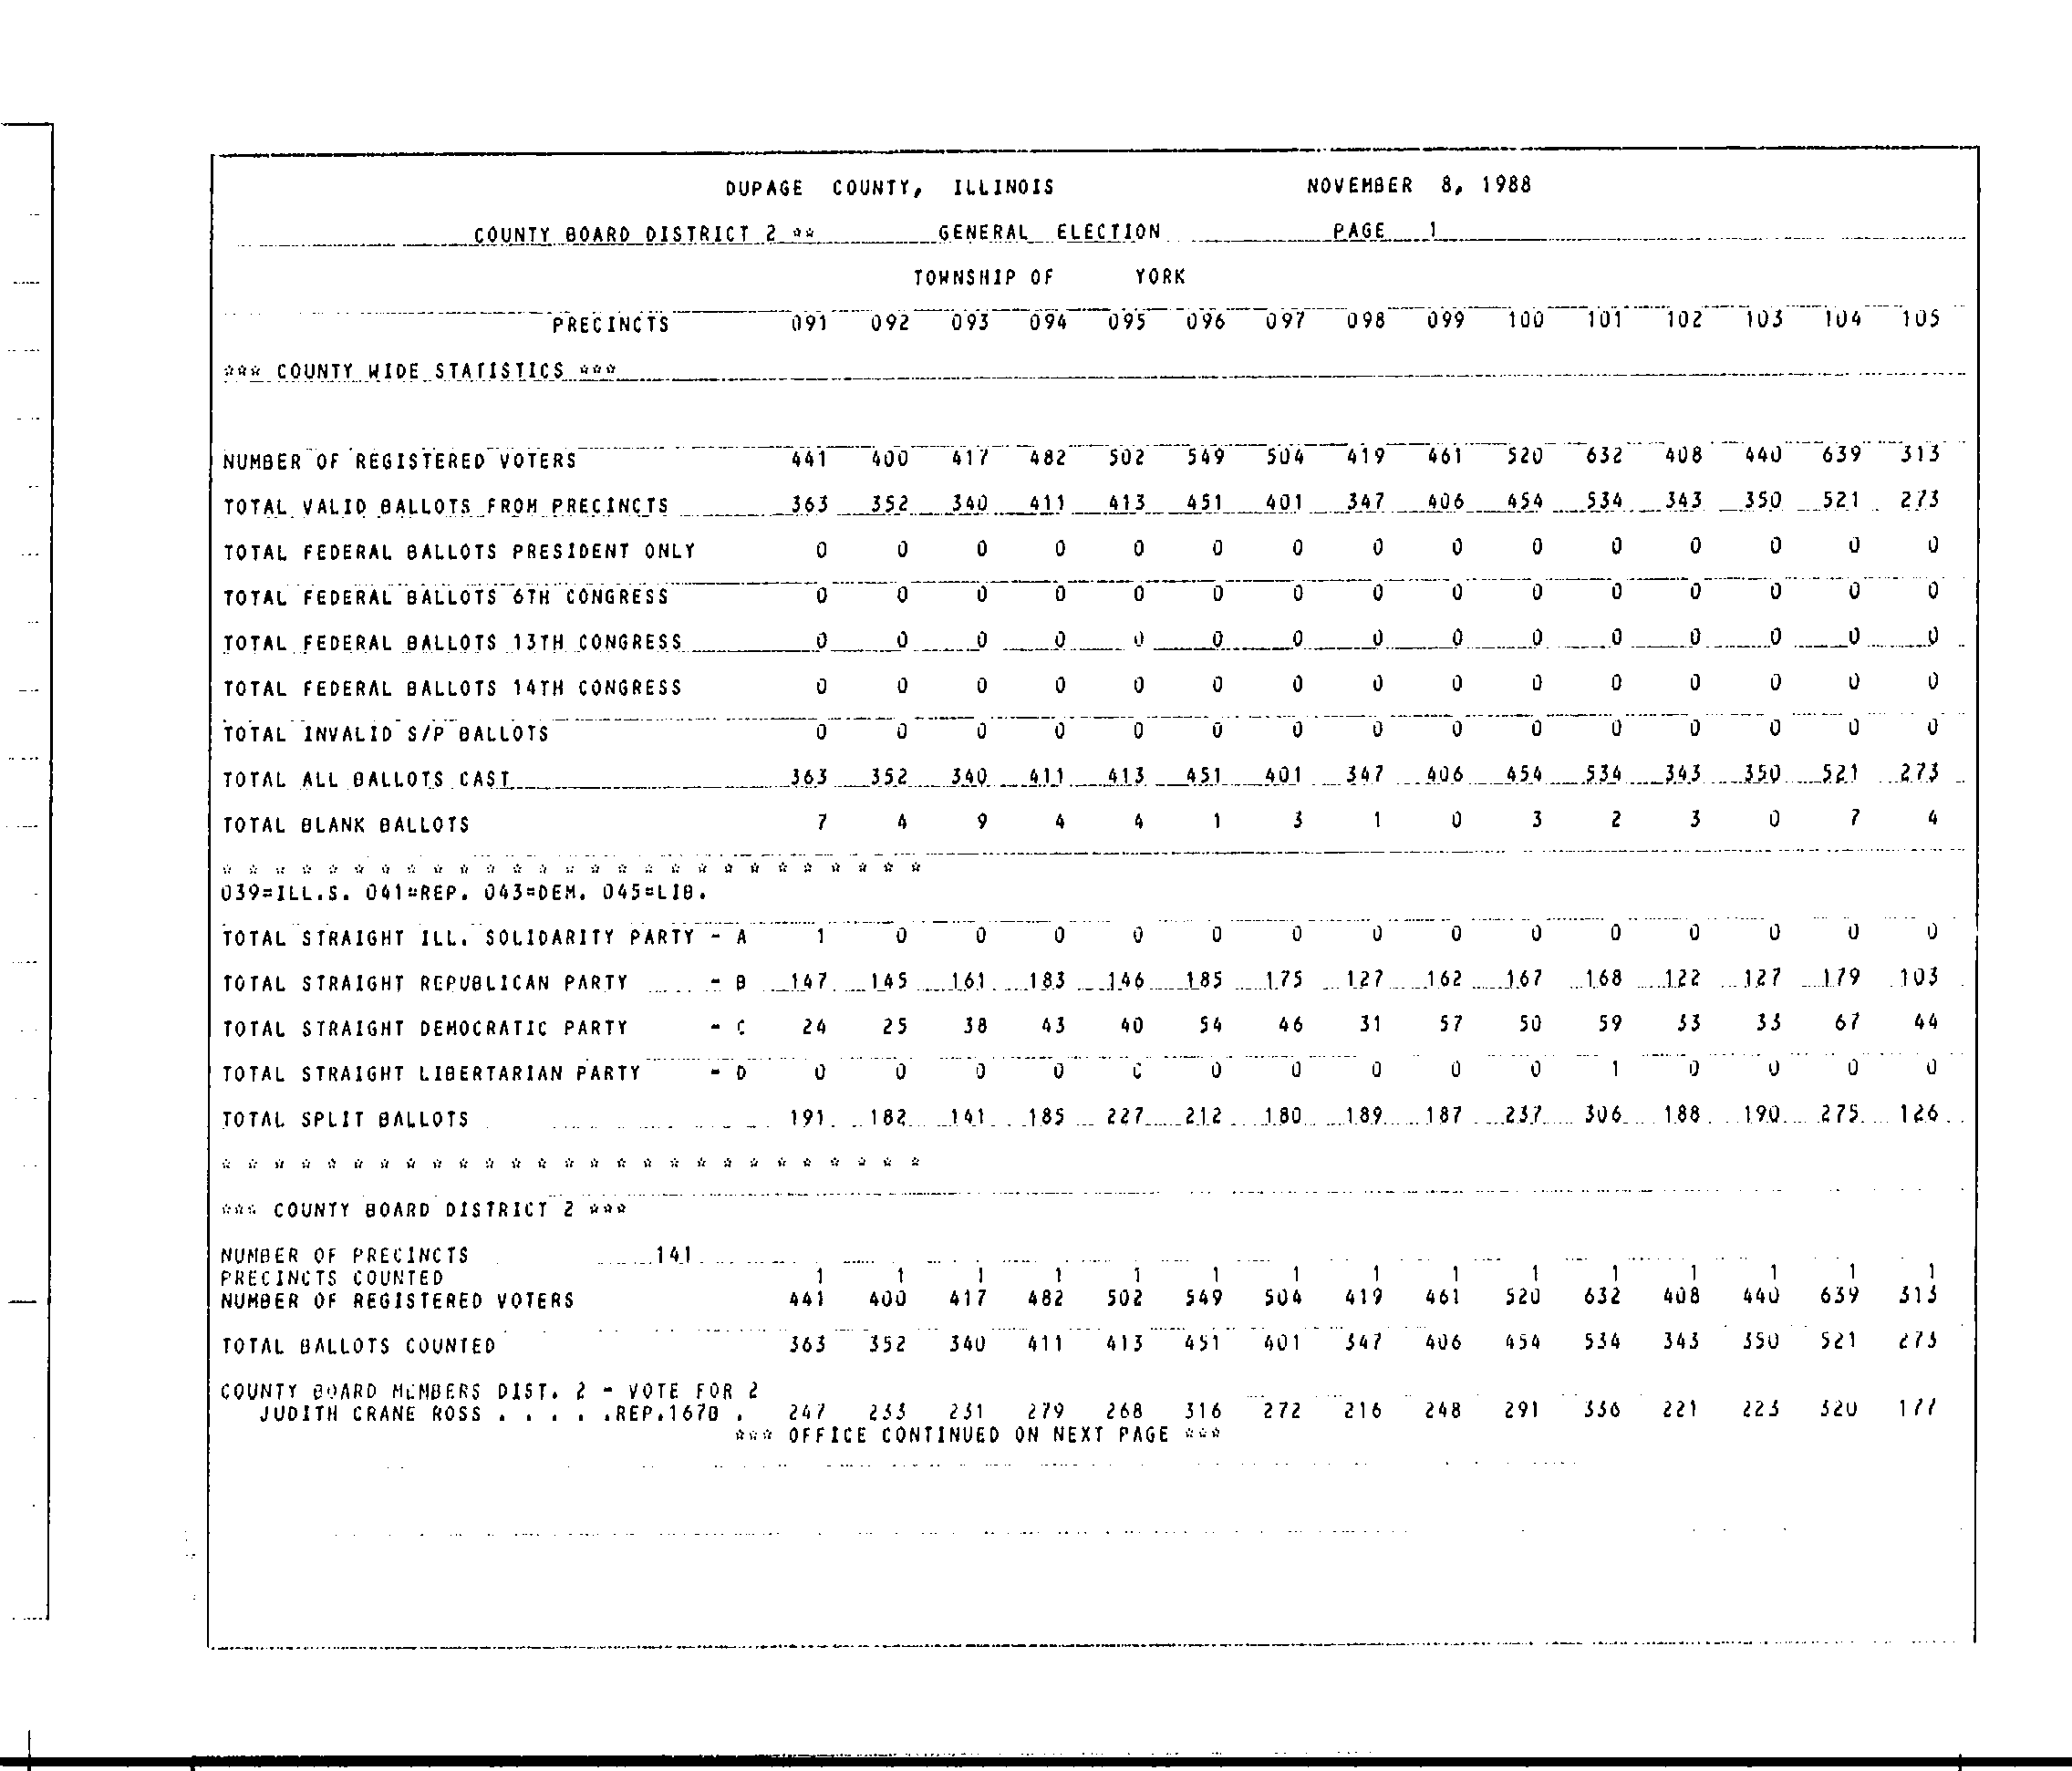 DUPAGE COUNTY, ILLINOIS NOVEMBER 8, 1988
COUNTY BOARD DISTRICT 2 ** GENERAL ELECTION PAGE 1
TOWNSHIP OF YORK
PRECINCTS 091 092 093 094 095 096 097 098 099 100 101 102 103 104 105
*** COUNTY WIDE STATISTICS ***
NUMBER OF REGISTERED VOTERS 441 400 417 482 502 549 504 419 461 520 632 408 440 639 313
TOTAL VALID BALLOTS FROM PRECINCTS 363 352 340 411 413 451 401 347 406 454 534 343 350 521 273
TOTAL FEDERAL BALLOTS PRESIDENT ONLY 0 0 0 0 0 0 0 0 0 0 0 0 0 0 0
TOTAL FEDERAL BALLOTS 6TH CONGRESS 0 0 0 0 0 0 0 0 0 0 0 0 0 0 0
TOTAL FEDERAL BALLOTS 13TH CONGRESS 0 0 0 0 0 0 0 0 0 0 0 0 0 0 0
TOTAL FEDERAL BALLOTS 14TH CONGRESS 0 0 0 0 0 0 0 0 0 0 0 0 0 0 0
TOTAL INVALID S/P BALLOTS 0 0 0 0 0 0 0 0 0 0 0 0 0 0 0
TOTAL ALL BALLOTS CAST 363 352 340 411 413 451 401 347 406 454 534 343 350 521 273
TOTAL BLANK BALLOTS 7 4 9 4 4 1 3 1 0 3 2 3 0 7 4
* * * * * * * * * * * * * * * * * * * * * * * * * * *
039=ILL.S. 041=REP. 043=DEM. 045=LIB.
TOTAL STRAIGHT ILL. SOLIDARITY PARTY - A 1 0 0 0 0 0 0 0 0 0 0 0 0 0 0
TOTAL STRAIGHT REPUBLICAN PARTY - B 147 145 161 183 146 185 175 127 162 167 168 122 127 179 103
TOTAL STRAIGHT DEMOCRATIC PARTY - C 24 25 38 43 40 54 46 31 57 50 59 33 33 67 44
TOTAL STRAIGHT LIBERTARIAN PARTY - D 0 0 0 0 0 0 0 0 0 0 1 0 0 0 0
TOTAL SPLIT BALLOTS 191 182 141 185 227 212 180 189 187 237 306 188 190 275 126
* * * * * * * * * * * * * * * * * * * * * * * * * * *
*** COUNTY BOARD DISTRICT 2 ***
NUMBER OF PRECINCTS 141
PRECINCTS COUNTED 1 1 1 1 1 1 1 1 1 1 1 1 1 1 1
NUMBER OF REGISTERED VOTERS 441 400 417 482 502 549 504 419 461 520 632 408 440 639 313
TOTAL BALLOTS COUNTED 363 352 340 411 413 451 401 347 406 454 534 343 350 521 273
COUNTY BOARD MEMBERS DIST. 2 - VOTE FOR 2
JUDITH CRANE ROSS . . . . .REP.167B . 247 233 231 279 268 316 272 216 248 291 336 221 223 320 177
*** OFFICE CONTINUED ON NEXT PAGE ***